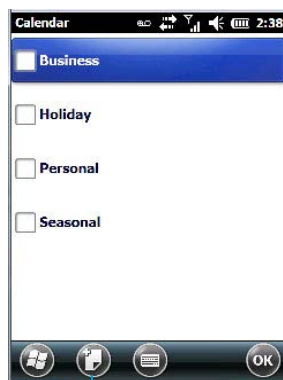 Calendar 2:38
Business
Holiday
Personal
Seasonal
OK